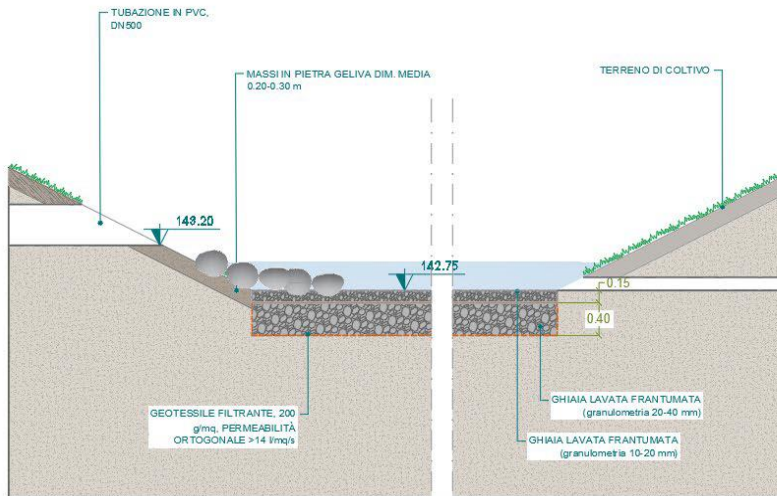 TUBAZIONE IN PVC,
DN500
MASSI IN PIETRA GELIVA DIM. MEDIA
0.20-0.30 m
TERRENO DI COLTIVO
143.20
142.75
0.15
0.40
GEOTESSILE FILTRANTE, 200
g/mq, PERMEABILITÀ
ORTOGONALE >14 l/mq/s
GHIAIA LAVATA FRANTUMATA
(granulometria 20-40 mm)
GHIAIA LAVATA FRANTUMATA
(granulometria 10-20 mm)